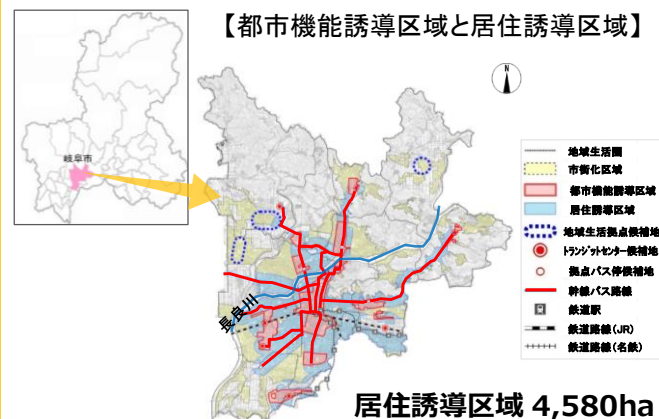 【都市機能誘導区域と居住誘導区域】
岐阜市
N
長良川
地域生活圏
市街化区域
都市機能誘導区域
居住誘導区域
地域生活拠点候補地
トランジットセンター候補地
拠点バス停候補地
幹線バス路線
鉄道駅
鉄道路線(JR)
鉄道路線(名鉄)
居住誘導区域 4,580ha